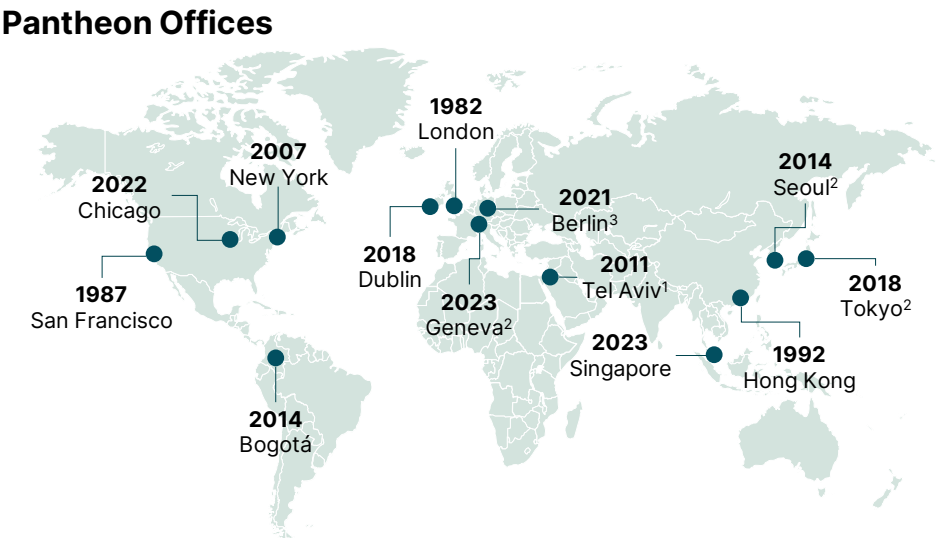 Pantheon Offices
1982
London
2007
New York
2014
Seoul²
2022
Chicago
2021
Berlin³
2018
Dublin
2011
Tel Aviv¹
2018
Tokyo²
1987
San Francisco
2023
Geneva²
2023
Singapore
1992
Hong Kong
2014
Bogotá